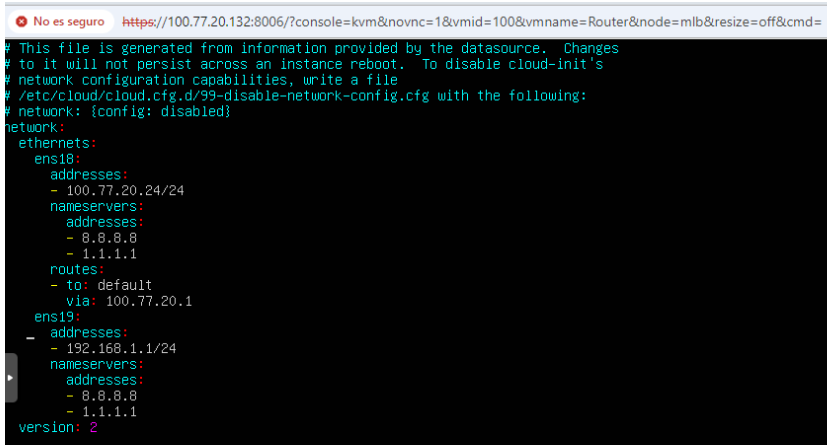 No es seguro https://100.77.20.132:8006/?console=kvm&novnc=1&vmid=100&vmname=Router&node=mlb&resize=off&cmd=
# This file is generated from information provided by the datasource.  Changes
# to it will not persist across an instance reboot.  To disable cloud-init's
# network configuration capabilities, write a file
# /etc/cloud/cloud.cfg.d/99-disable-network-config.cfg with the following:
# network: {config: disabled}
network:
  ethernets:
    ens18:
      addresses:
      - 100.77.20.24/24
      nameservers:
        addresses:
        - 8.8.8.8
        - 1.1.1.1
      routes:
      - to: default
        via: 100.77.20.1
    ens19:
      addresses:
      - 192.168.1.1/24
      nameservers:
        addresses:
        - 8.8.8.8
        - 1.1.1.1
  version: 2